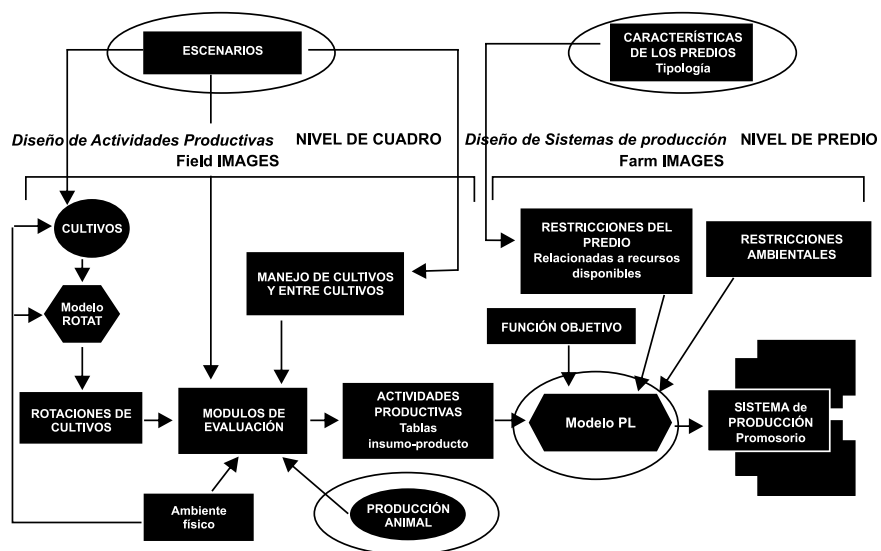 ESCENARIOS
CARACTERÍSTICAS
DE LOS PREDIOS
Tipología
Diseño de Actividades Productivas NIVEL DE CUADRO
Field IMAGES
Diseño de Sistemas de producción NIVEL DE PREDIO
Farm IMAGES
CULTIVOS
MANEJO DE CULTIVOS
Y ENTRE CULTIVOS
RESTRICCIONES DEL
PREDIO
Relacionadas a recursos
disponibles
RESTRICCIONES
AMBIENTALES
Modelo
ROTAT
FUNCIÓN OBJETIVO
ROTACIONES DE
CULTIVOS
MODULOS DE
EVALUACIÓN
ACTIVIDADES
PRODUCTIVAS
Tablas
insumo-producto
Modelo PL
SISTEMA de
PRODUCCIÓN
Promosorio
Ambiente
físico
PRODUCCIÓN
ANIMAL